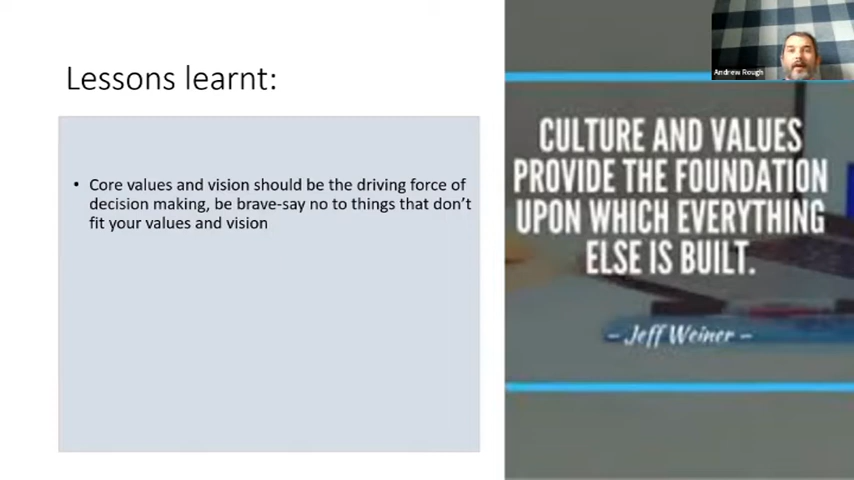 Lessons learnt:
• Core values and vision should be the driving force of
decision making, be brave-say no to things that don't
fit your values and vision
Andrew Rough
CULTURE AND VALUES
PROVIDE THE FOUNDATION
UPON WHICH EVERYTHING
ELSE IS BUILT.
– Jeff Weiner –